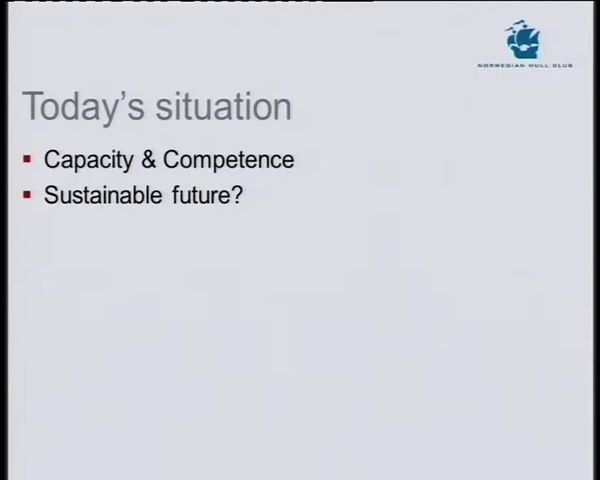 NORWEGIAN HULL CLUB
Today's situation
Capacity & Competence
Sustainable future?